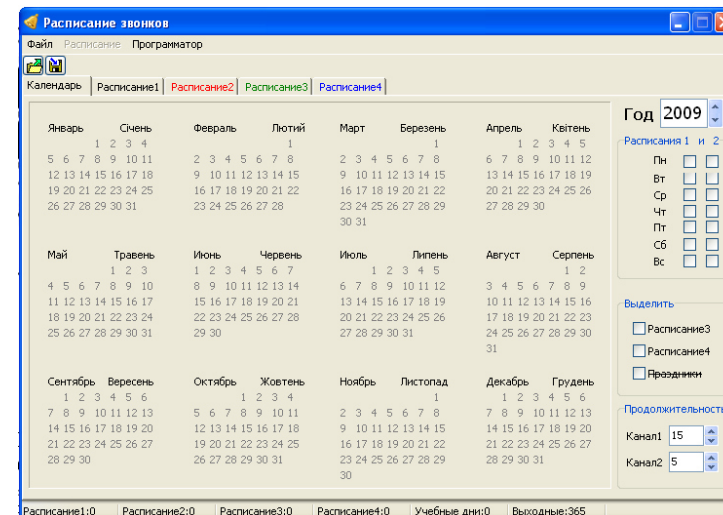 Расписание звонков
Файл Расписание Программатор
Календарь Расписание1 Расписание2 Расписание3 Расписание4
Январь Січень
1 2 3 4
5 6 7 8 9 10 11
12 13 14 15 16 17 18
19 20 21 22 23 24 25
26 27 28 29 30 31
Февраль Лютий
1
2 3 4 5 6 7 8
9 10 11 12 13 14 15
16 17 18 19 20 21 22
23 24 25 26 27 28
Март Березень
1
2 3 4 5 6 7 8
9 10 11 12 13 14 15
16 17 18 19 20 21 22
23 24 25 26 27 28 29
30 31
Апрель Квітень
1 2 3 4 5
6 7 8 9 10 11 12
13 14 15 16 17 18 19
20 21 22 23 24 25 26
27 28 29 30
Май Травень
1 2 3
4 5 6 7 8 9 10
11 12 13 14 15 16 17
18 19 20 21 22 23 24
25 26 27 28 29 30 31
Июнь Червень
1 2 3 4 5 6 7
8 9 10 11 12 13 14
15 16 17 18 19 20 21
22 23 24 25 26 27 28
29 30
Июль Липень
1 2 3 4 5
6 7 8 9 10 11 12
13 14 15 16 17 18 19
20 21 22 23 24 25 26
27 28 29 30 31
Август Серпень
1 2
3 4 5 6 7 8 9
10 11 12 13 14 15 16
17 18 19 20 21 22 23
24 25 26 27 28 29 30
31
Сентябрь Вересень
1 2 3 4 5 6
7 8 9 10 11 12 13
14 15 16 17 18 19 20
21 22 23 24 25 26 27
28 29 30
Октябрь Жовтень
1 2 3 4
5 6 7 8 9 10 11
12 13 14 15 16 17 18
19 20 21 22 23 24 25
26 27 28 29 30 31
Ноябрь Листопад
1
2 3 4 5 6 7 8
9 10 11 12 13 14 15
16 17 18 19 20 21 22
23 24 25 26 27 28 29
30
Декабрь Грудень
1 2 3 4 5 6
7 8 9 10 11 12 13
14 15 16 17 18 19 20
21 22 23 24 25 26 27
28 29 30 31
Год 2009
Расписания 1 и 2
Пн
Вт
Ср
Чт
Пт
Сб
Вс
Выделить
Расписание3
Расписание4
Праздники
Продолжительность
Канал1 15
Канал2 5
Расписание1:0 Расписание2:0 Расписание3:0 Расписание4:0 Учебные дни:0 Выходные:365